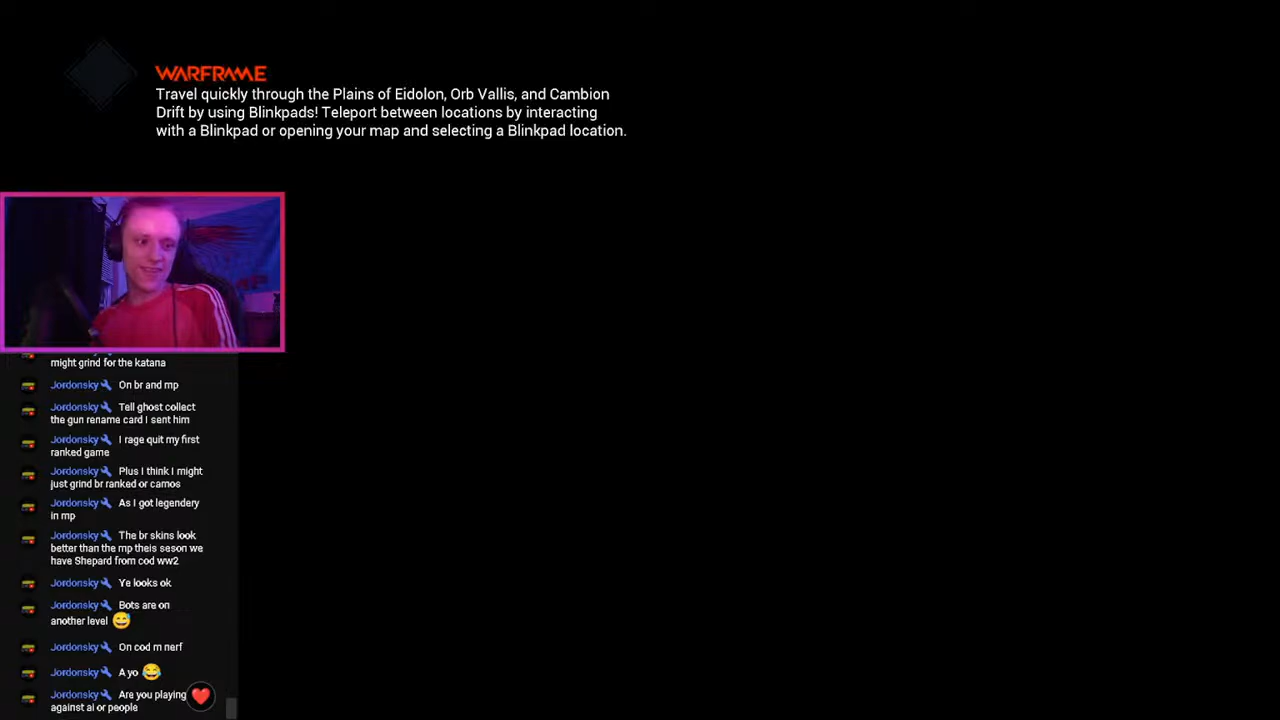 WARFRAME
Travel quickly through the Plains of Eidolon, Orb Vallis, and Cambion
Drift by using Blinkpads! Teleport between locations by interacting
with a Blinkpad or opening your map and selecting a Blinkpad location.
might grind for the katana
Jordonsky On br and mp
Jordonsky Tell ghost collect
the gun rename card I sent him
Jordonsky I rage quit my first
ranked game
Jordonsky Plus I think I might
just grind br ranked or camos
Jordonsky As I got legendery
in mp
Jordonsky The br skins look
better than the mp theis seson we
have Shepard from cod ww2
Jordonsky Ye looks ok
Jordonsky Bots are on
another level 😅
Jordonsky On cod m nerf
Jordonsky A yo 😂
Jordonsky Are you playing
against ai or people